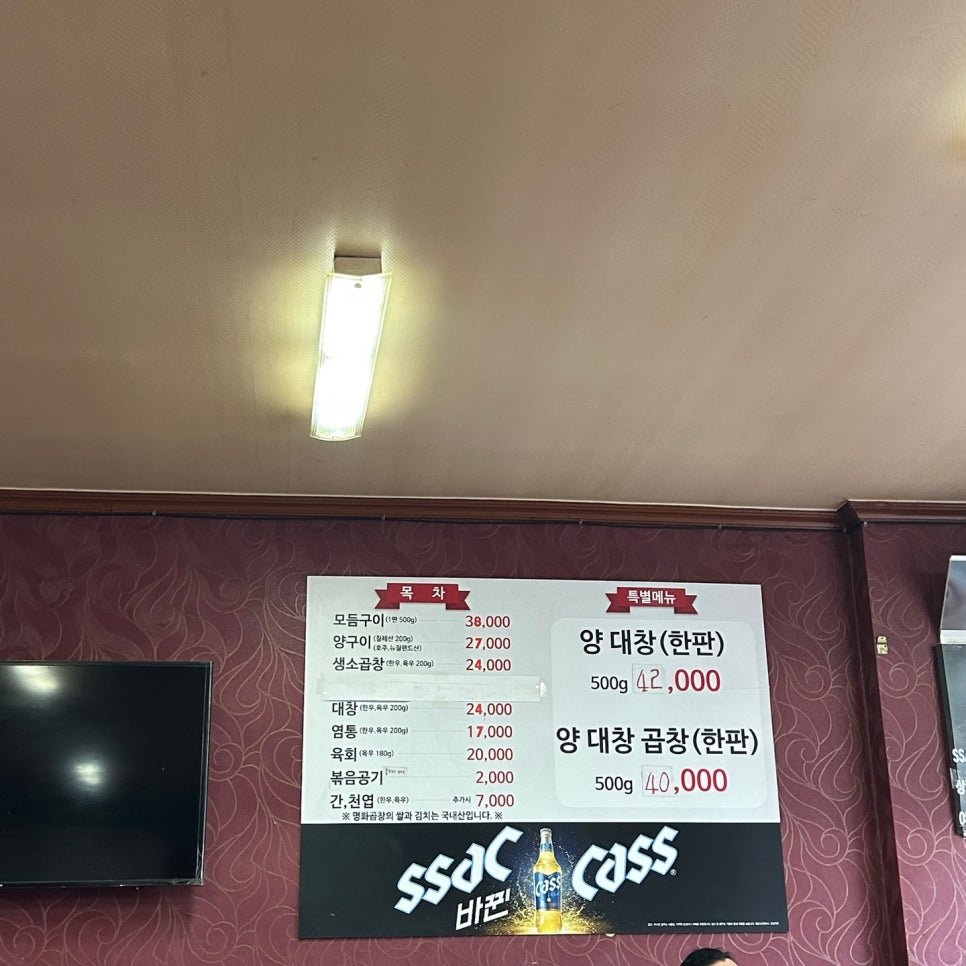 목 차
모듬구이(1판 500g) 38,000
양구이(칠레산 200g)
(호주,뉴질랜드산) 27,000
생소곱창(한우,육우 200g) 24,000
대창(한우,육우 200g) 24,000
염통(한우,육우 200g) 17,000
육회(육우 180g) 20,000
볶음공기 2,000
간,천엽(한우,육우) 추가시 7,000
※ 명화곱창의 쌀과 김치는 국내산입니다. ※
특별메뉴
양 대창(한판)
500g 42,000
양 대창 곱창(한판)
500g 40,000
ssac
바뀐
cass
cass®